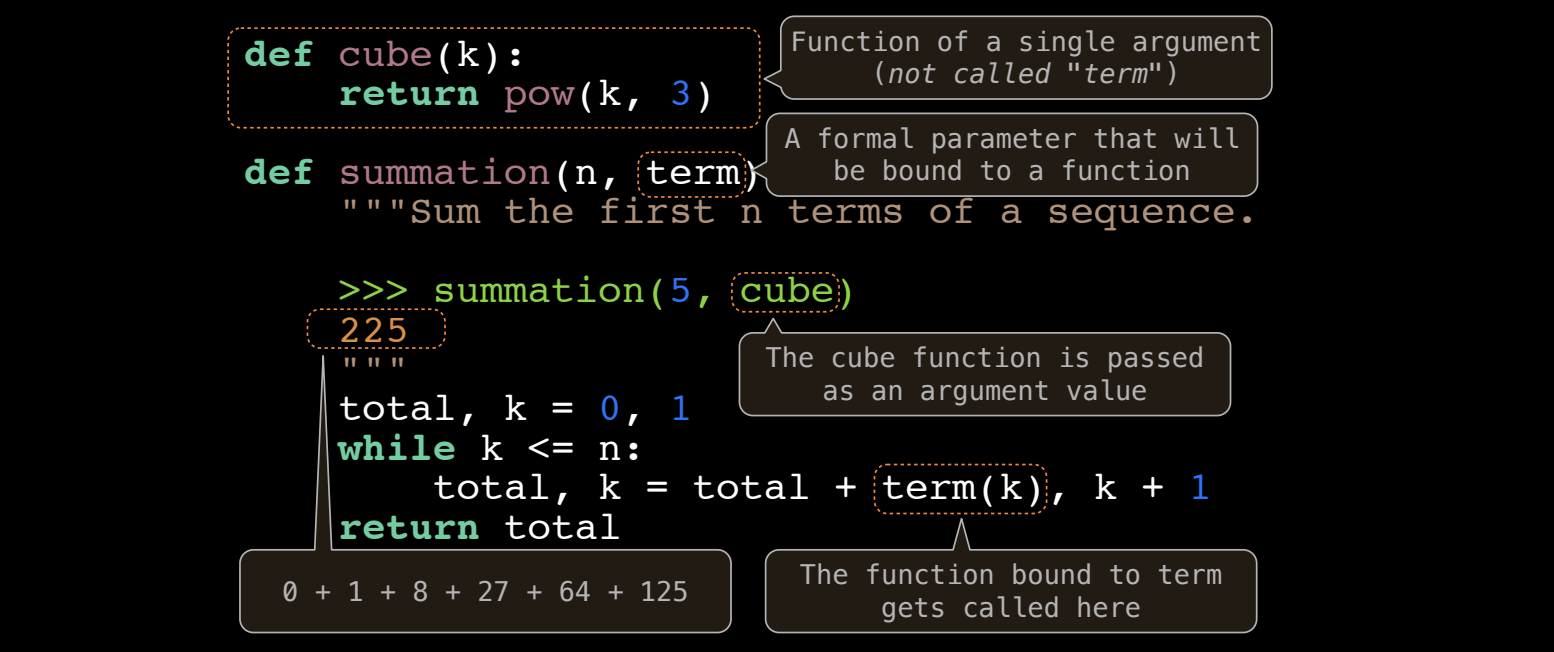 def cube(k):
    return pow(k, 3)
Function of a single argument
(not called "term")
A formal parameter that will
be bound to a function
def summation(n, term)
    """Sum the first n terms of a sequence.
    >>> summation(5, cube)
    225
    """
The cube function is passed
as an argument value
    total, k = 0, 1
    while k <= n:
        total, k = total + term(k), k + 1
    return total
0 + 1 + 8 + 27 + 64 + 125
The function bound to term
gets called here